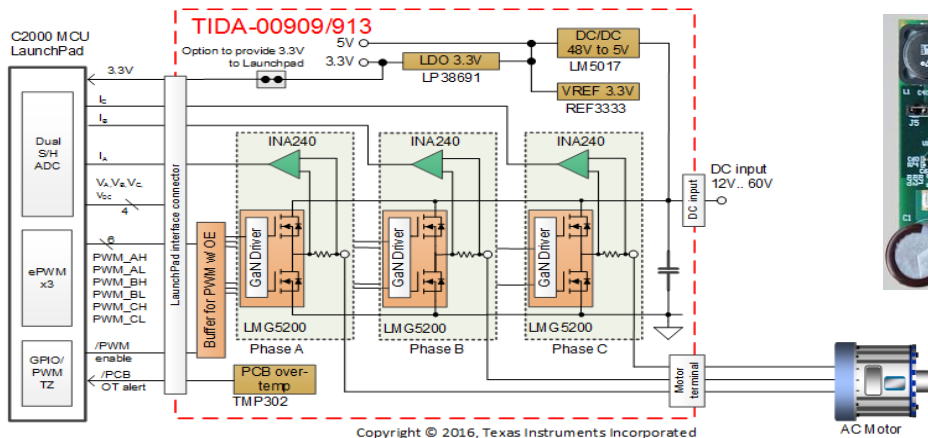 TIDA-00909/913
C2000 MCU
LaunchPad
Option to provide 3.3V
to Launchpad
5V
3.3V
DC/DC
48V to 5V
LM5017
LDO 3.3V
LP38691
VREF 3.3V
REF3333
3.3V
I_C
I_B
I_A
Dual
S/H
ADC
V_A,V_B,V_C,
V_DC
4
INA240
INA240
INA240
DC input
12V.. 60V
DC input
LaunchPad interface connector
ePWM
x3
6
PWM_AH
PWM_AL
PWM_BH
PWM_BL
PWM_CH
PWM_CL
Buffer for PWM w/ OE
GaN Driver
GaN Driver
GaN Driver
LMG5200
LMG5200
LMG5200
Phase A
Phase B
Phase C
GPIO/
PWM
TZ
/PWM
enable
/PCB
OT alert
PCB over-
temp
TMP302
Motor
terminal
AC Motor
Copyright © 2016, Texas Instruments Incorporated
L1
J5
C1